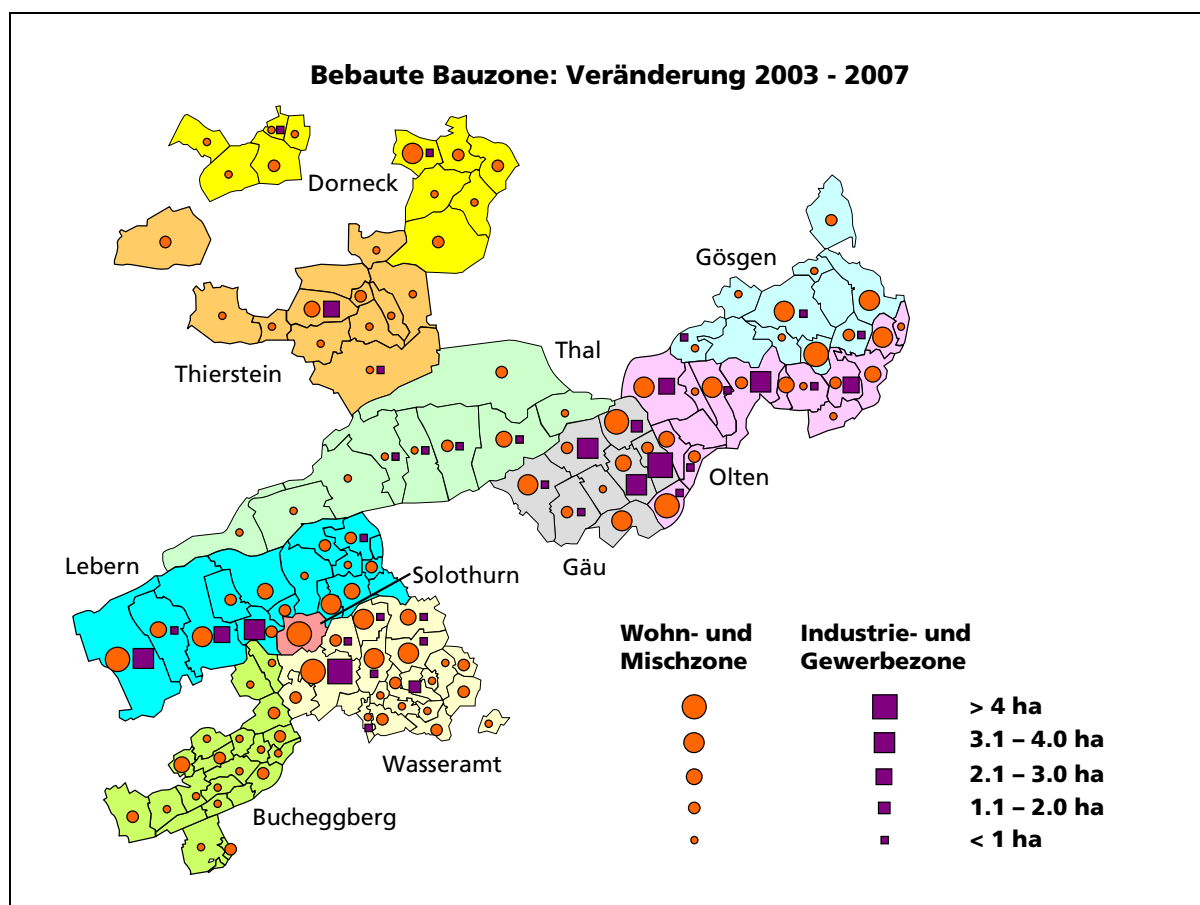 Bebaute Bauzone: Veränderung 2003 - 2007
Dorneck
Gösgen
Thierstein
Thal
Olten
Gäu
Lebern
Solothurn
Wasseramt
Bucheggberg
Wohn- und
Mischzone
Industrie- und
Gewerbezone
> 4 ha
3.1 – 4.0 ha
2.1 – 3.0 ha
1.1 – 2.0 ha
< 1 ha